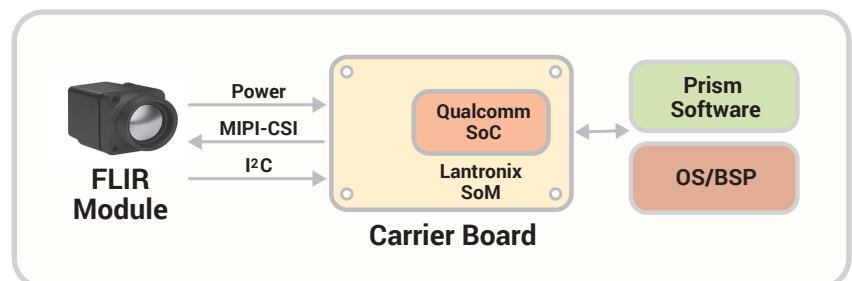 Power
MIPI-CSI
I²C
FLIR
Module
Qualcomm
SoC
Lantronix
SoM
Carrier Board
Prism
Software
OS/BSP